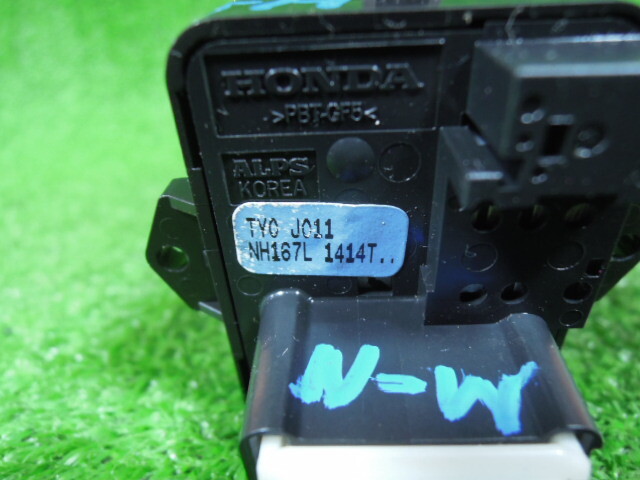 HONDA
>PBT-GF5<
ALPS
KOREA
TY0 J011
NH167L 1414T..
N-W